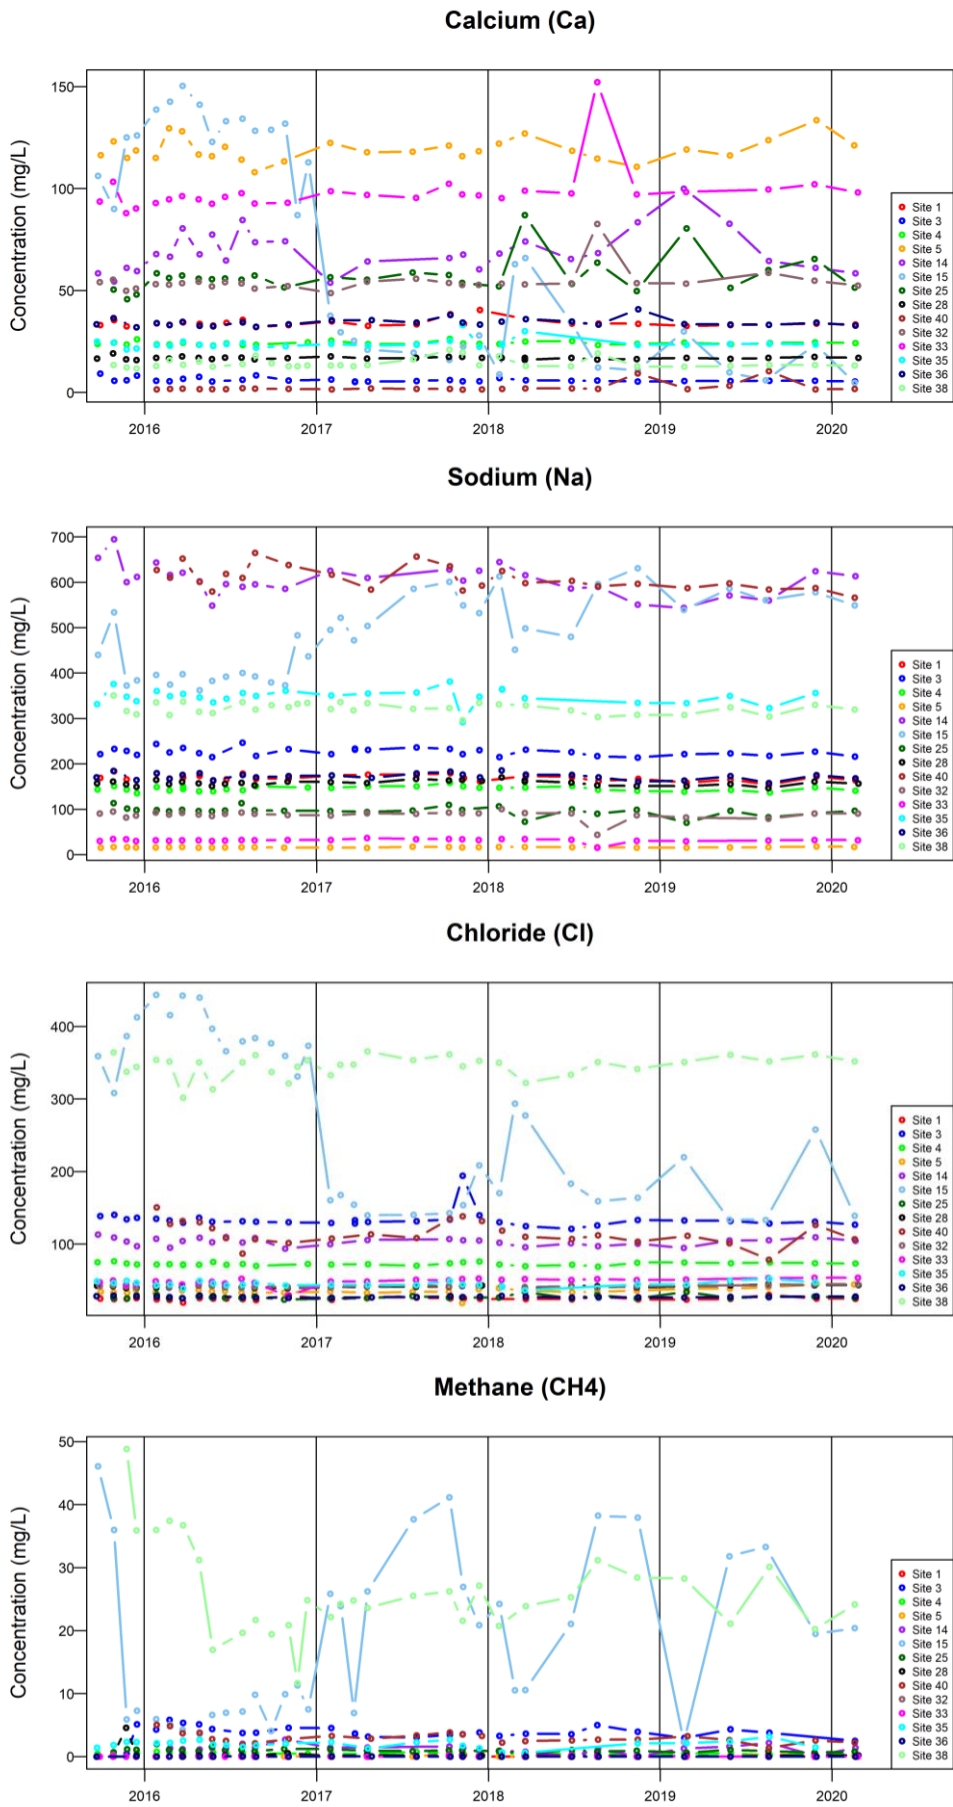 Calcium (Ca)
Concentration (mg/L)
150
100
50
0
2016 2017 2018 2019 2020
Site 1
Site 3
Site 4
Site 5
Site 14
Site 15
Site 25
Site 28
Site 40
Site 32
Site 33
Site 35
Site 36
Site 38
Sodium (Na)
Concentration (mg/L)
700
600
500
400
300
200
100
0
2016 2017 2018 2019 2020
Site 1
Site 3
Site 4
Site 5
Site 14
Site 15
Site 25
Site 28
Site 40
Site 32
Site 33
Site 35
Site 36
Site 38
Chloride (Cl)
Concentration (mg/L)
400
300
200
100
2016 2017 2018 2019 2020
Site 1
Site 3
Site 4
Site 5
Site 14
Site 15
Site 25
Site 28
Site 40
Site 32
Site 33
Site 35
Site 36
Site 38
Methane (CH4)
Concentration (mg/L)
50
40
30
20
10
0
2016 2017 2018 2019 2020
Site 1
Site 3
Site 4
Site 5
Site 14
Site 15
Site 25
Site 28
Site 40
Site 32
Site 33
Site 35
Site 36
Site 38